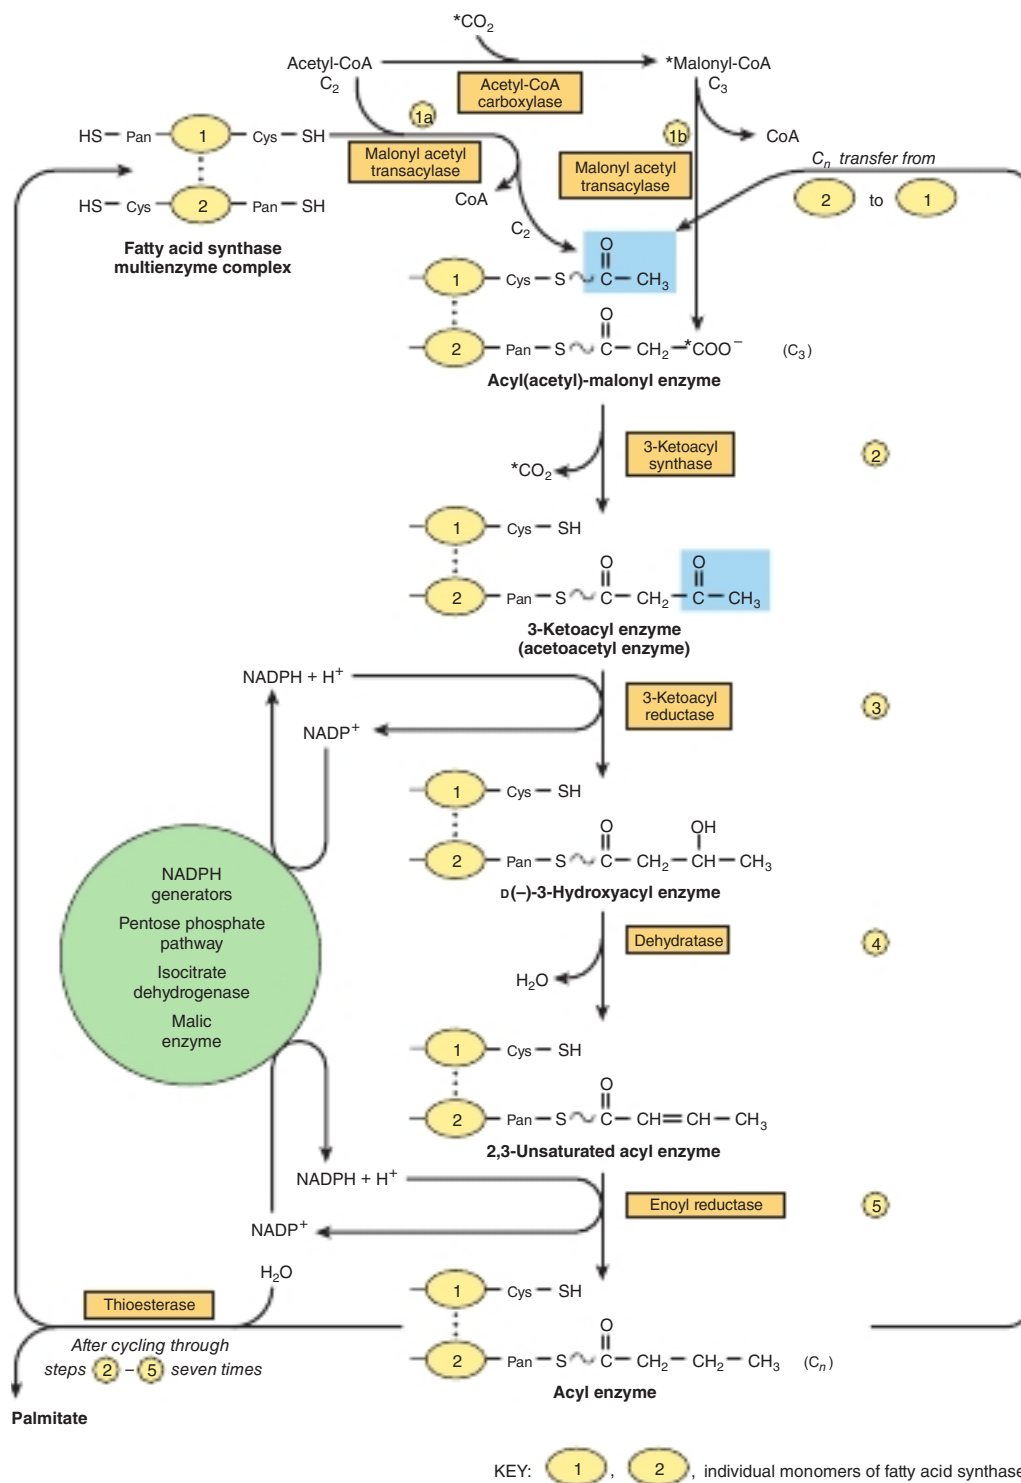 *CO2
Acetyl-CoA
C2
*Malonyl-CoA
C3
Acetyl-CoA
carboxylase
1a
1b
HS Pan 1 Cys SH
Malonyl acetyl
transacylase
CoA
Malonyl acetyl
transacylase
CoA
Cn transfer from
2 to 1
HS Cys 2 Pan SH
C2
Fatty acid synthase
multienzyme complex
O
1 Cys S C CH3
O
2 Pan S C CH2 *COO− (C3)
Acyl(acetyl)-malonyl enzyme
3-Ketoacyl
synthase
2
*CO2
1 Cys SH
O O
2 Pan S C CH2 C CH3
3-Ketoacyl enzyme
(acetoacetyl enzyme)
NADPH + H+
3-Ketoacyl
reductase
3
NADP+
1 Cys SH
O OH
2 Pan S C CH2 CH CH3
D(–)-3-Hydroxyacyl enzyme
NADPH
generators
Pentose phosphate
pathway
Isocitrate
dehydrogenase
Malic
enzyme
Dehydratase
4
H2O
1 Cys SH
O
2 Pan S C CH=CH CH3
2,3-Unsaturated acyl enzyme
NADPH + H+
Enoyl reductase
5
NADP+
H2O
Thioesterase
1 Cys SH
After cycling through
steps 2 – 5 seven times
O
2 Pan S C CH2 CH2 CH3 (Cn)
Acyl enzyme
Palmitate
KEY: 1 , 2 , individual monomers of fatty acid synthase